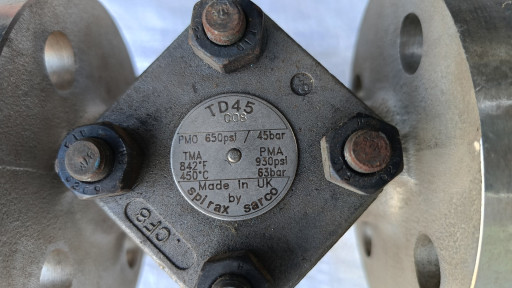 TD45
PMO 650psi / 45bar
TMA PMA
842°F 930psi
450°C 63bar
Made in UK
by
spirax sarco
CF8